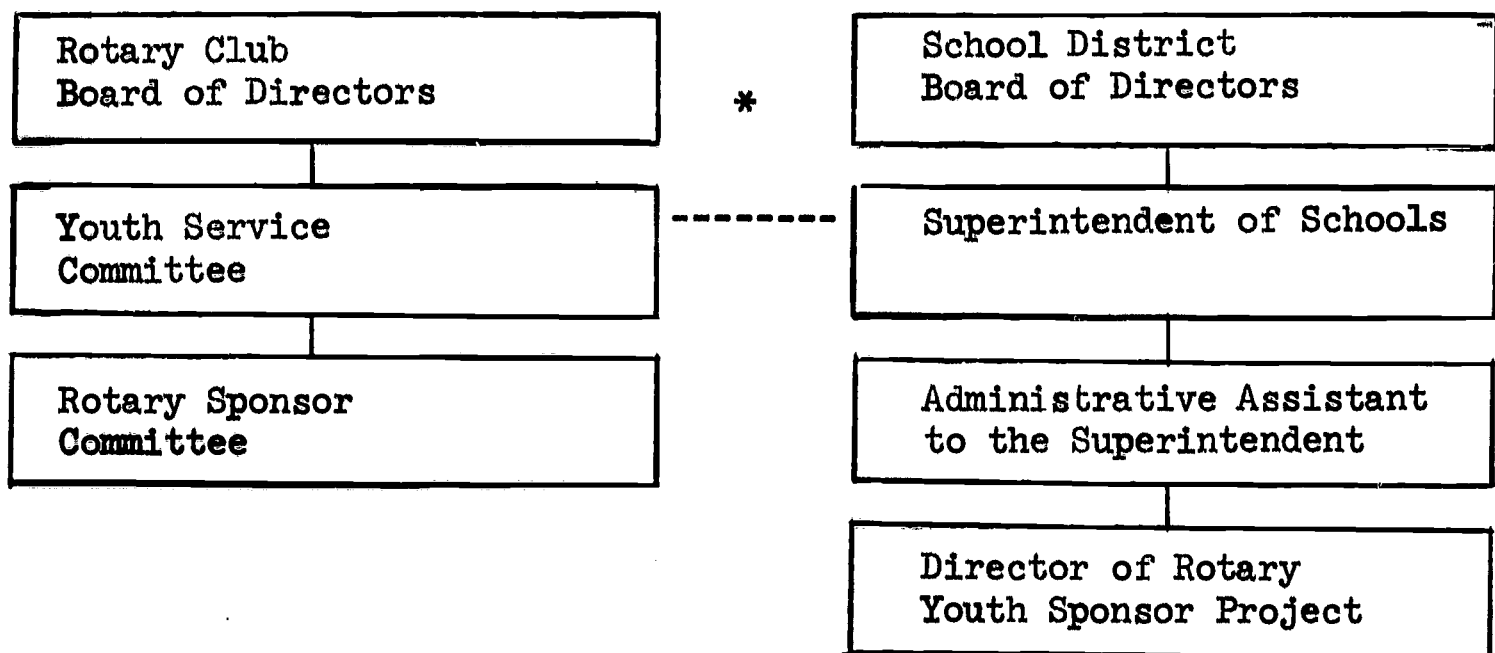 Rotary Club
Board of Directors
*
School District
Board of Directors
Youth Service
Committee
Superintendent of Schools
Rotary Sponsor
Committee
Administrative Assistant
to the Superintendent
Director of Rotary
Youth Sponsor Project